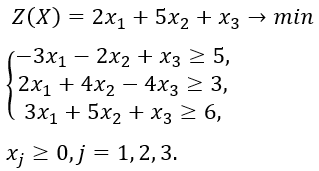 Z(X) = 2x₁ + 5x₂ + x₃ → min
{−3x₁ − 2x₂ + x₃ ≥ 5,
2x₁ + 4x₂ − 4x₃ ≥ 3,
3x₁ + 5x₂ + x₃ ≥ 6,
xⱼ ≥ 0, j = 1, 2, 3.